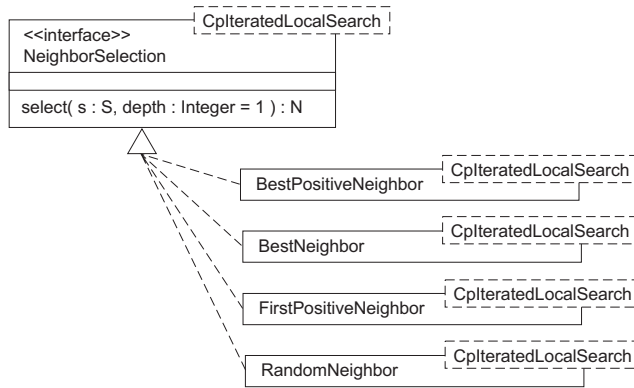 CpIteratedLocalSearch
<<interface>>
NeighborSelection
select( s : S, depth : Integer = 1 ) : N
CpIteratedLocalSearch
BestPositiveNeighbor
CpIteratedLocalSearch
BestNeighbor
CpIteratedLocalSearch
FirstPositiveNeighbor
CpIteratedLocalSearch
RandomNeighbor